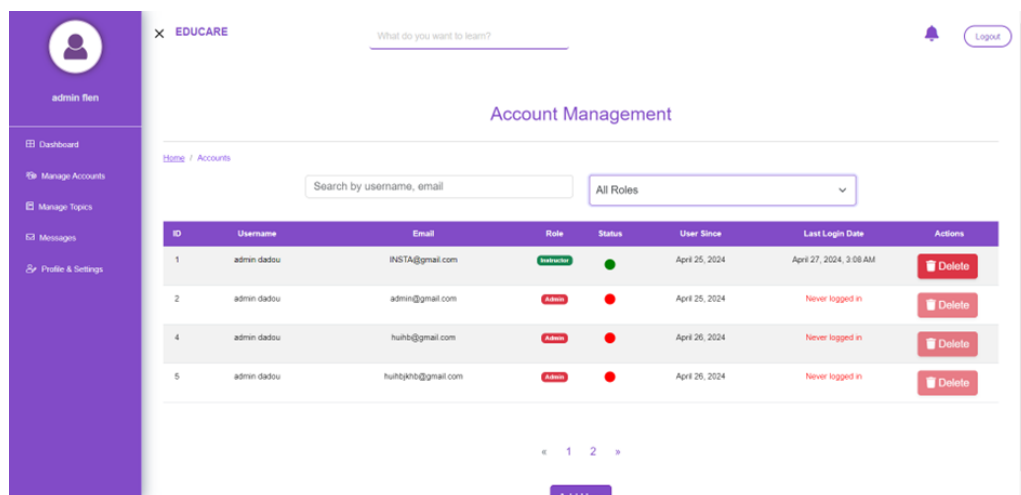 EDUCARE
What do you want to learn?
Logout
admin flen
Dashboard
Manage Accounts
Manage Topics
Messages
Profile & Settings
Account Management
Home / Accounts
Search by username, email
All Roles
ID Username Email Role Status User Since Last Login Date Actions
1 admin dadou INSTA@gmail.com Instructor April 25, 2024 April 27, 2024, 3:08 AM Delete
2 admin dadou admin@gmail.com Admin April 25, 2024 Never logged in Delete
4 admin dadou huihb@gmail.com Admin April 26, 2024 Never logged in Delete
5 admin dadou huihbjkhb@gmail.com Admin April 26, 2024 Never logged in Delete
« 1 2 »